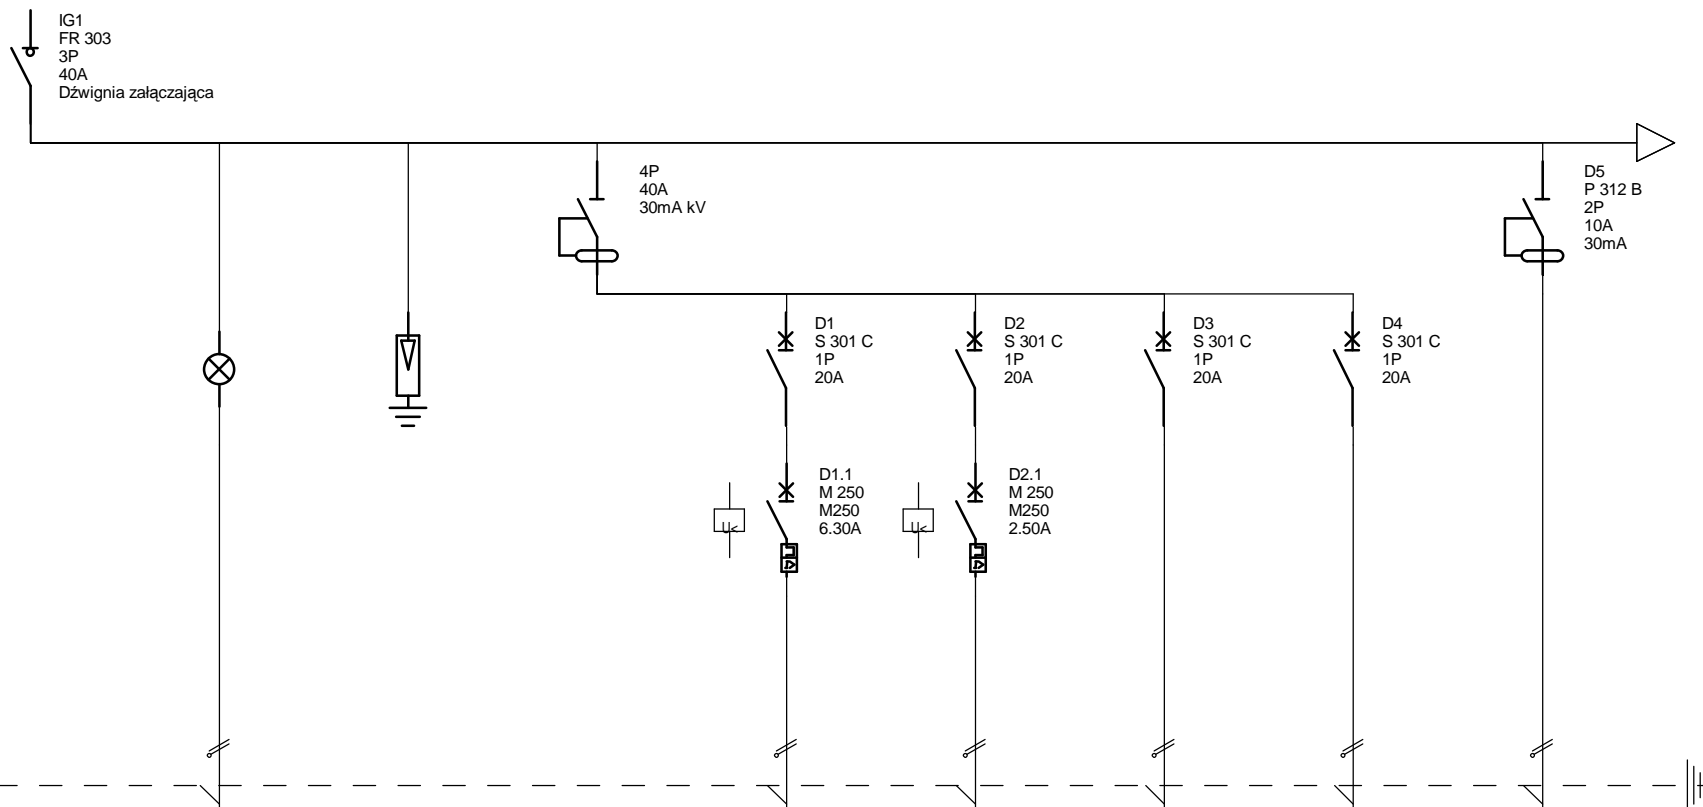 IG1
FR 303
3P
40A
Dźwignia załączająca
4P
40A
30mA kV
D5
P 312 B
2P
10A
30mA
D1
S 301 C
1P
20A
D2
S 301 C
1P
20A
D3
S 301 C
1P
20A
D4
S 301 C
1P
20A
U<
D1.1
M 250
M250
6.30A
U<
D2.1
M 250
M250
2.50A